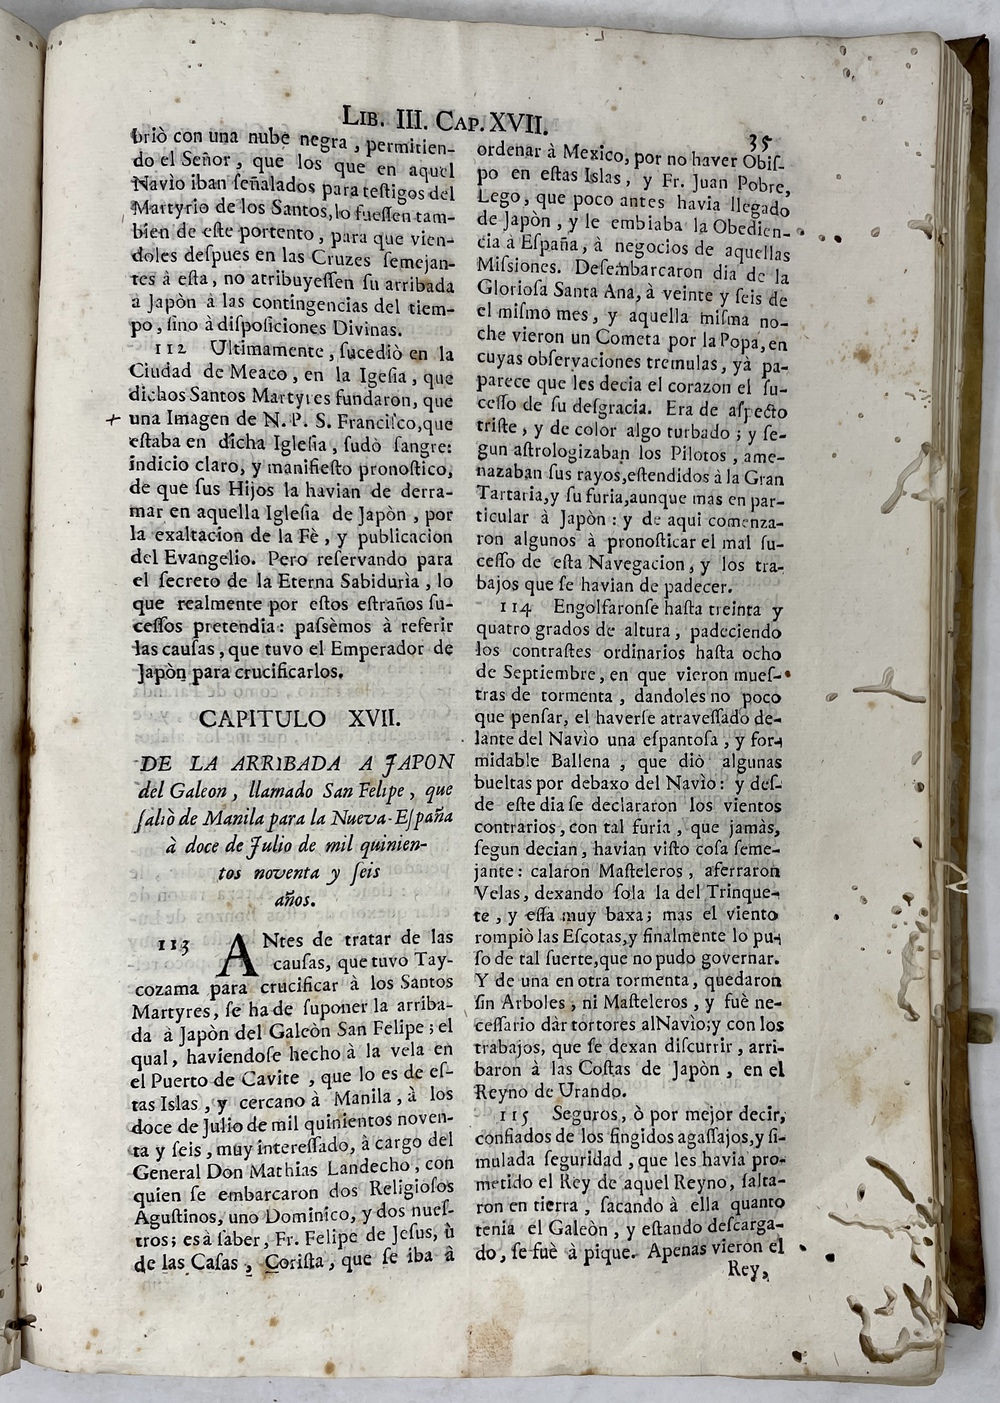 LIB. III. CAP. XVII.
35
briò con una nube negra, permitien-
do el Señor, que los que en aquel
Navìo iban ſeñalados para teſtigos del
Martyrio de los Santos, lo fueſſen tam-
bien de eſte portento, para que vien-
doles deſpues en las Cruzes ſemejan-
tes à eſta, no atribuyeſſen ſu arribada
a Japòn à las contingencias del tiem-
po, ſino à diſpoſiciones Divinas.
112 Ultimamente, ſucediò en la
Ciudad de Meaco, en la Igeſia, que
dichos Santos Martyres fundaron, que
+ una Imagen de N. P. S. Franciſco, que
eſtaba en dicha Igleſia, ſudò ſangre:
indicio claro, y manifieſto pronoſtico,
de que ſus Hijos la havian de derra-
mar en aquella Igleſia de Japòn, por
la exaltacion de la Fè, y publicacion
del Evangelio. Pero reſervando para
el ſecreto de la Eterna Sabidurìa, lo
que realmente por eſtos eſtraños ſu-
ceſſos pretendia: paſsèmos à referir
las cauſas, que tuvo el Emperador de
Japòn para crucificarlos.
CAPITULO XVII.
DE LA ARRIBADA A JAPON
del Galeon, llamado San Felipe, que
ſaliò de Manila para la Nueva-Eſpaña
à doce de Julio de mil quinien-
tos noventa y ſeis
años.
113 ANtes de tratar de las
cauſas, que tuvo Tay-
cozama para crucificar à los Santos
Martyres, ſe ha de ſuponer la arriba-
da à Japòn del Galeòn San Felipe; el
qual, haviendoſe hecho à la vela en
el Puerto de Cavite, que lo es de eſ-
tas Islas, y cercano à Manila, à los
doce de Julio de mil quinientos noven-
ta y ſeis, muy intereſſado, à cargo del
General Don Mathias Landecho, con
quien ſe embarcaron dos Religioſos
Aguſtinos, uno Dominico, y dos nueſ-
tros; es à ſaber, Fr. Felipe de Jeſus, ù
de las Caſas, Coriſta, que ſe iba à
ordenar à Mexico, por no haver Obiſ-
po en eſtas Islas, y Fr. Juan Pobre,
Lego, que poco antes havia llegado
de Japòn, y le embiaba la Obedien-
cia à Eſpaña, à negocios de aquellas
Miſsiones. Deſembarcaron dia de la
Glorioſa Santa Ana, à veinte y ſeis de
el miſmo mes, y aquella miſma no-
che vieron un Cometa por la Popa, en
cuyas obſervaciones tremulas, yà pa-
parece que les decia el corazon el ſu-
ceſſo de ſu deſgracia. Era de aſpecto
triſte, y de color algo turbado; y ſe-
gun aſtrologizaban los Pilotos, ame-
nazaban ſus rayos, eſtendidos à la Gran
Tartaria, y ſu furia, aunque mas en par-
ticular à Japòn: y de aqui comenza-
ron algunos à pronoſticar el mal ſu-
ceſſo de eſta Navegacion, y los tra-
bajos que ſe havian de padecer.
114 Engolfaronſe haſta treinta y
quatro grados de altura, padeciendo
los contraſtes ordinarios haſta ocho
de Septiembre, en que vieron mueſ-
tras de tormenta, dandoles no poco
que penſar, el haverſe atraveſſado de-
lante del Navìo una eſpantoſa, y for-
midable Ballena, que diò algunas
bueltas por debaxo del Navìo: y deſ-
de eſte dia ſe declararon los vientos
contrarios, con tal furia, que jamàs,
ſegun decian, havian viſto coſa ſeme-
jante: calaron Maſteleros, aferraron
Velas, dexando ſola la del Trinque-
te, y eſſa muy baxa; mas el viento
rompiò las Eſcotas, y finalmente lo pu-
ſo de tal ſuerte, que no pudo governar.
Y de una en otra tormenta, quedaron
ſin Arboles, ni Maſteleros, y fuè ne-
ceſſario dàr tortores alNavìo; y con los
trabajos, que ſe dexan diſcurrir, arri-
baron à las Coſtas de Japòn, en el
Reyno de Urando.
115 Seguros, ò por mejor decir,
confiados de los fingidos agaſſajos, y ſi-
mulada ſeguridad, que les havia pro-
metido el Rey de aquel Reyno, ſalta-
ron en tierra, ſacando à ella quanto
tenia el Galeòn, y eſtando deſcarga-
do, ſe fuè à pique. Apenas vieron el
Rey,